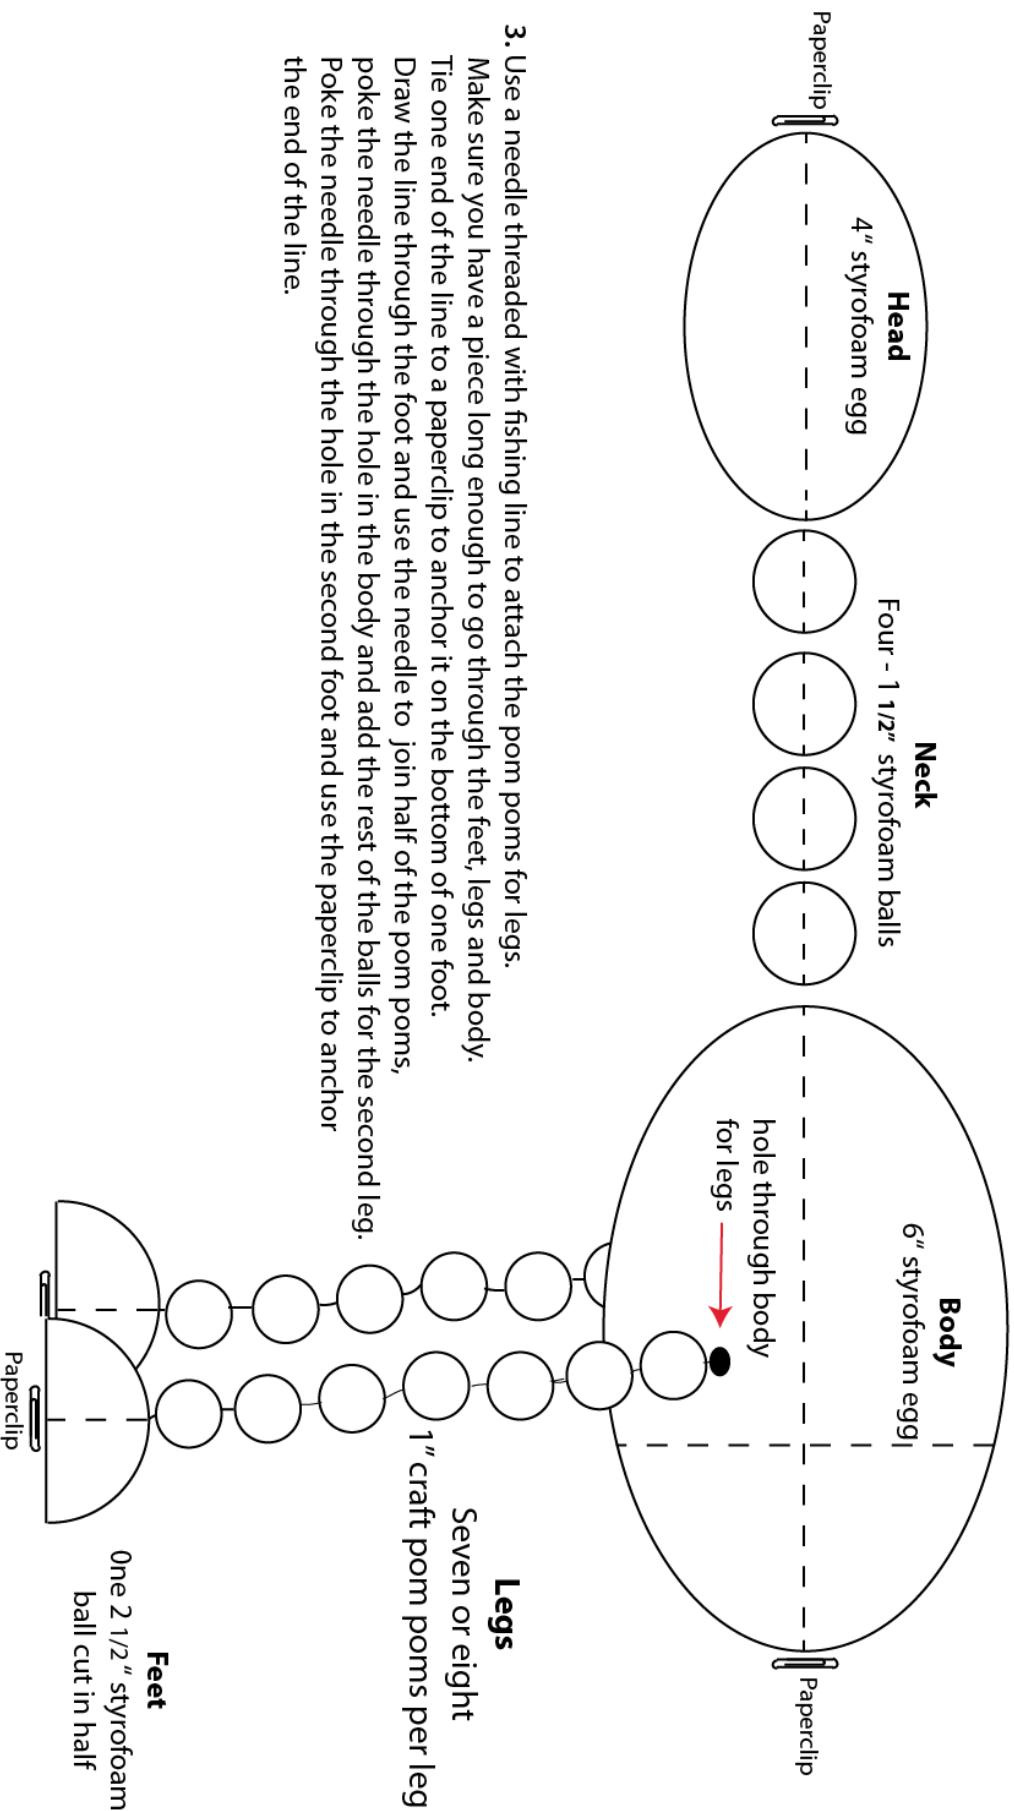 Paperclip
Head
4" styrofoam egg
Neck
Four - 1 1/2" styrofoam balls
Body
6" styrofoam egg
hole through body
for legs
Paperclip
3. Use a needle threaded with fishing line to attach the pom poms for legs.
Make sure you have a piece long enough to go through the feet, legs and body.
Tie one end of the line to a paperclip to anchor it on the bottom of one foot.
Draw the line through the foot and use the needle to join half of the pom poms,
poke the needle through the hole in the body and add the rest of the balls for the second leg.
Poke the needle through the hole in the second foot and use the paperclip to anchor
the end of the line.
Legs
Seven or eight
1" craft pom poms per leg
Feet
One 2 1/2 " styrofoam
ball cut in half
Paperclip